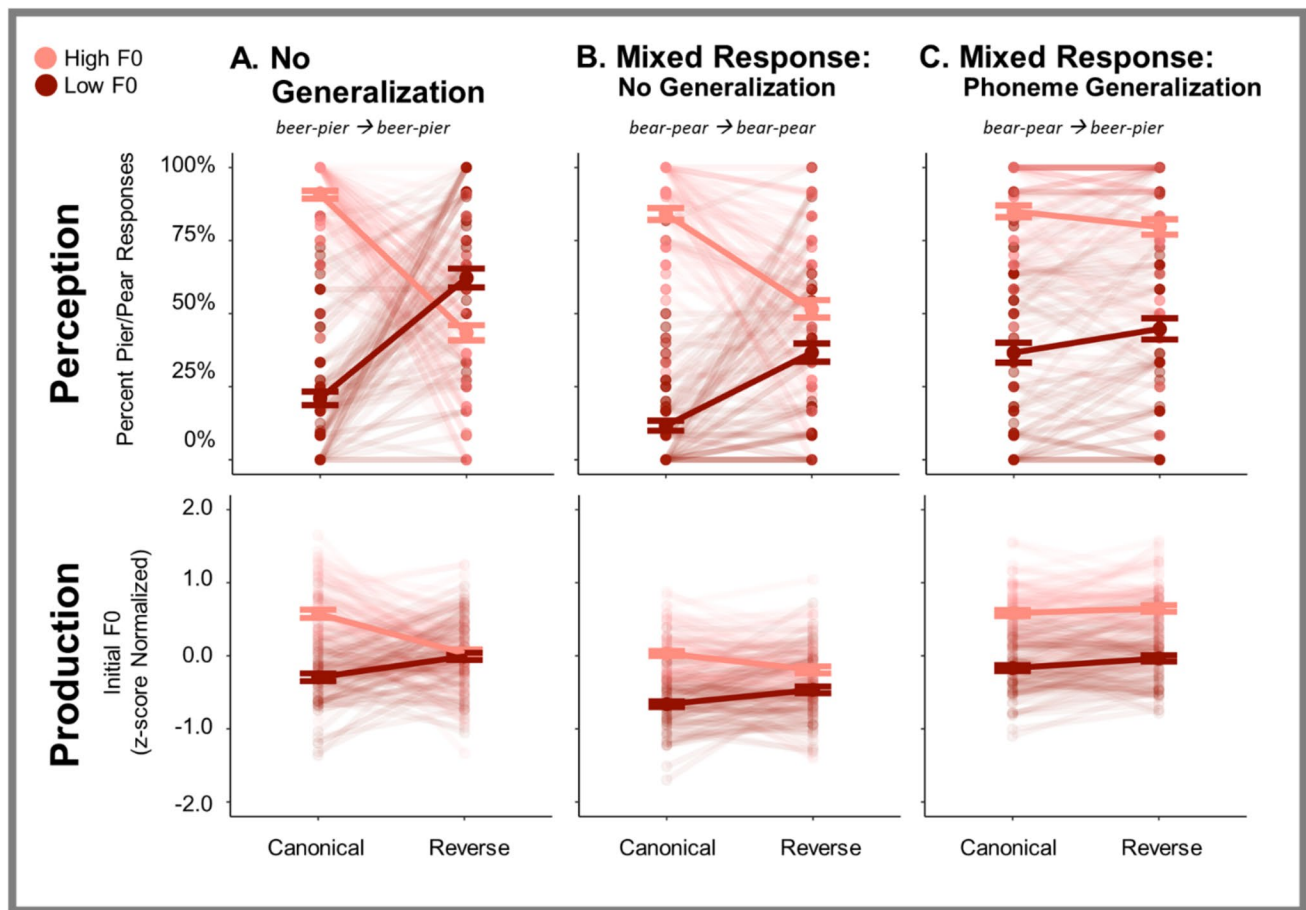 High F0
Low F0
A. No
Generalization
beer-pier → beer-pier
B. Mixed Response:
No Generalization
bear-pear → bear-pear
C. Mixed Response:
Phoneme Generalization
bear-pear → beer-pier
Perception
Percent Pier/Pear Responses
100%
75%
50%
25%
0%
Production
Initial F0
(z-score Normalized)
2.0
1.0
0.0
-1.0
-2.0
Canonical Reverse
Canonical Reverse
Canonical Reverse